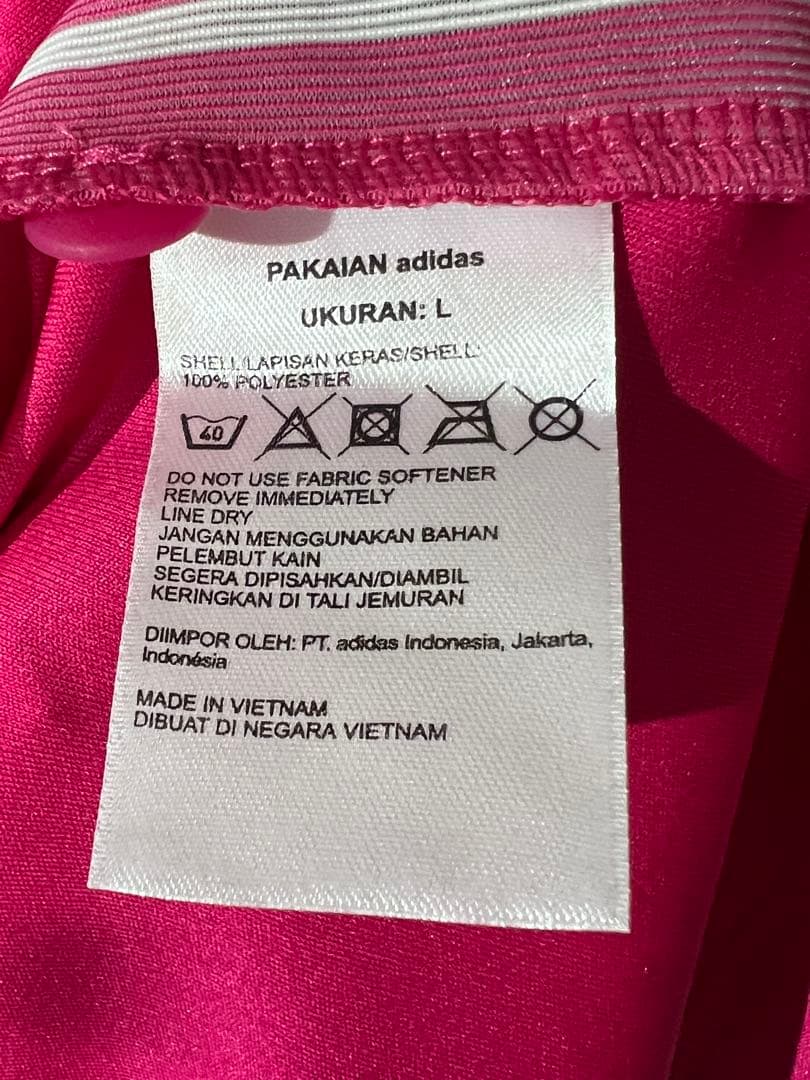 PAKAIAN adidas
UKURAN: L
SHELL/LAPISAN KERAS/SHELL:
100% POLYESTER
40
DO NOT USE FABRIC SOFTENER
REMOVE IMMEDIATELY
LINE DRY
JANGAN MENGGUNAKAN BAHAN
PELEMBUT KAIN
SEGERA DIPISAHKAN/DIAMBIL
KERINGKAN DI TALI JEMURAN
DIIMPOR OLEH: PT. adidas Indonesia, Jakarta,
Indonésia
MADE IN VIETNAM
DIBUAT DI NEGARA VIETNAM